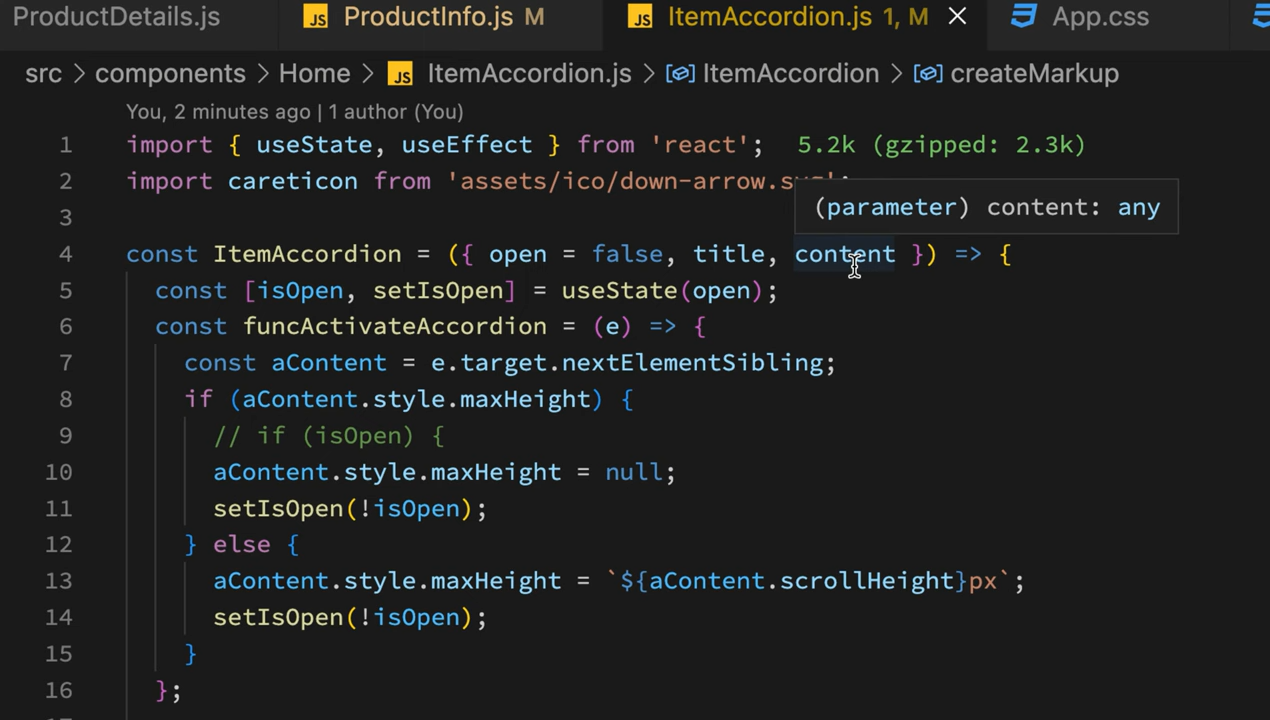 ProductDetails.js JS ProductInfo.js M JS ItemAccordion.js 1, M App.css
src > components > Home > JS ItemAccordion.js > ItemAccordion > createMarkup
You, 2 minutes ago | 1 author (You)
1 import { useState, useEffect } from 'react'; 5.2k (gzipped: 2.3k)
2 import careticon from 'assets/ico/down-arrow.svg';
(parameter) content: any
3
4 const ItemAccordion = ({ open = false, title, content }) => {
5 const [isOpen, setIsOpen] = useState(open);
6 const funcActivateAccordion = (e) => {
7 const aContent = e.target.nextElementSibling;
8 if (aContent.style.maxHeight) {
9 // if (isOpen) {
10 aContent.style.maxHeight = null;
11 setIsOpen(!isOpen);
12 } else {
13 aContent.style.maxHeight = `${aContent.scrollHeight}px`;
14 setIsOpen(!isOpen);
15 }
16 };